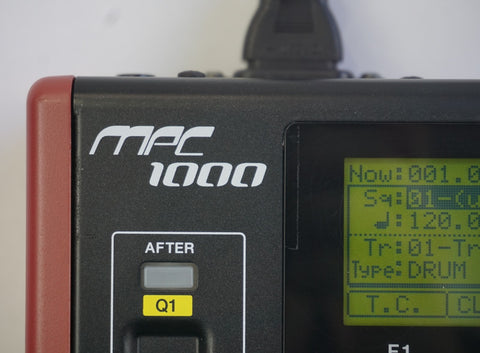 MPC
1000
AFTER
Q1
Now:001.0
Sq:01-(u
♩:120.0
Tr:01-Tr
Type:DRUM
T.C.
CL
F1